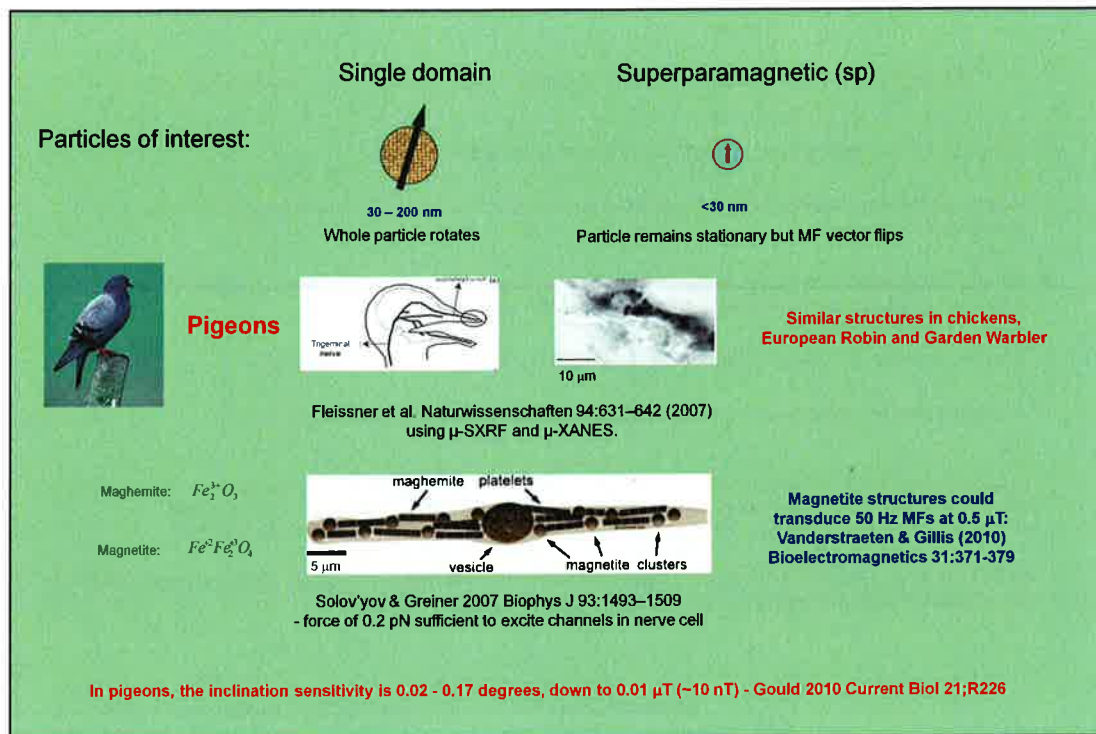 Single domain
Superparamagnetic (sp)
Particles of interest:
30 – 200 nm
<30 nm
Whole particle rotates
Particle remains stationary but MF vector flips
Pigeons
Trigeminal
nerve
10 μm
Similar structures in chickens,
European Robin and Garden Warbler
Fleissner et al. Naturwissenschaften 94:631–642 (2007)
using μ-SXRF and μ-XANES.
Maghemite: Fe₂³⁺O₃
Magnetite: Fe⁺²Fe₂⁺³O₄
maghemite platelets
5 μm
vesicle
magnetite clusters
Magnetite structures could
transduce 50 Hz MFs at 0.5 μT:
Vanderstraeten & Gillis (2010)
Bioelectromagnetics 31:371-379
Solov'yov & Greiner 2007 Biophys J 93:1493–1509
- force of 0.2 pN sufficient to excite channels in nerve cell
In pigeons, the inclination sensitivity is 0.02 - 0.17 degrees, down to 0.01 μT (~10 nT) - Gould 2010 Current Biol 21;R226